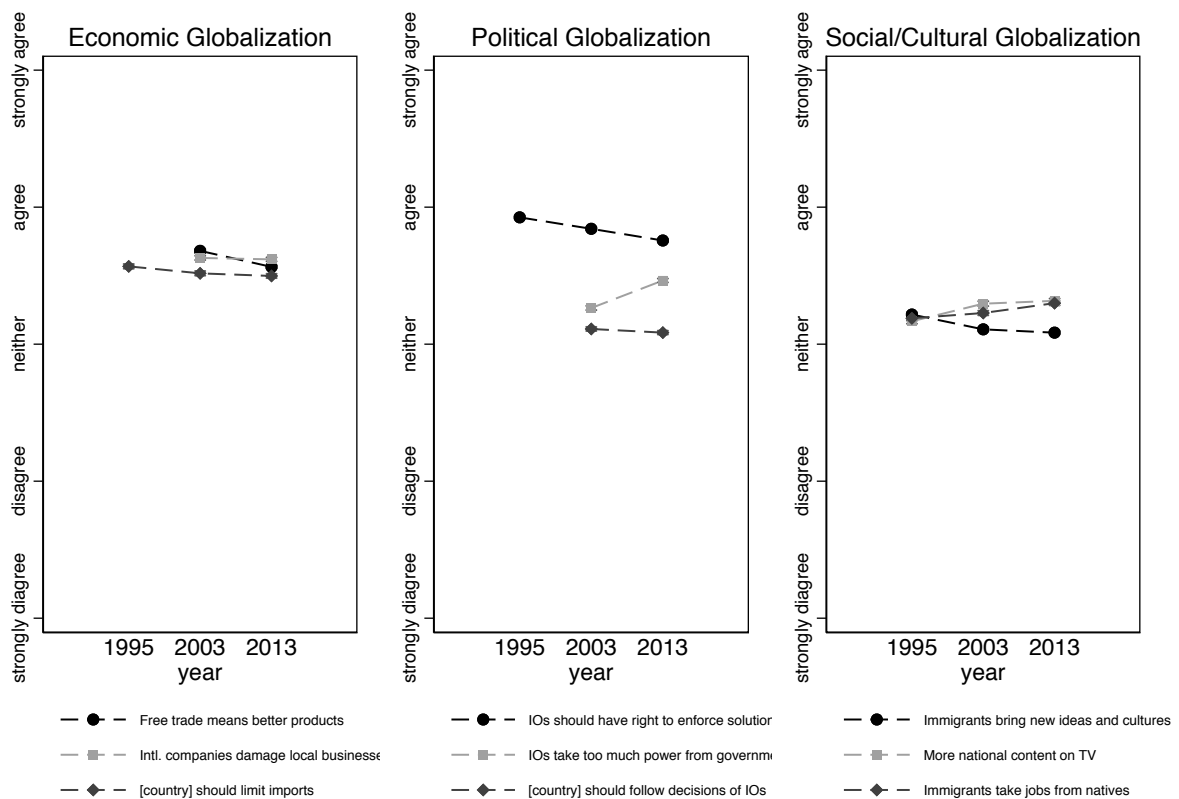 Economic Globalization
strongly agree
agree
neither
disagree
strongly diagree
1995 2003 2013
year
Free trade means better products
Intl. companies damage local businesse
[country] should limit imports
Political Globalization
strongly agree
agree
neither
disagree
strongly diagree
1995 2003 2013
year
IOs should have right to enforce solution
IOs take too much power from governme
[country] should follow decisions of IOs
Social/Cultural Globalization
strongly agree
agree
neither
disagree
strongly diagree
1995 2003 2013
year
Immigrants bring new ideas and cultures
More national content on TV
Immigrants take jobs from natives